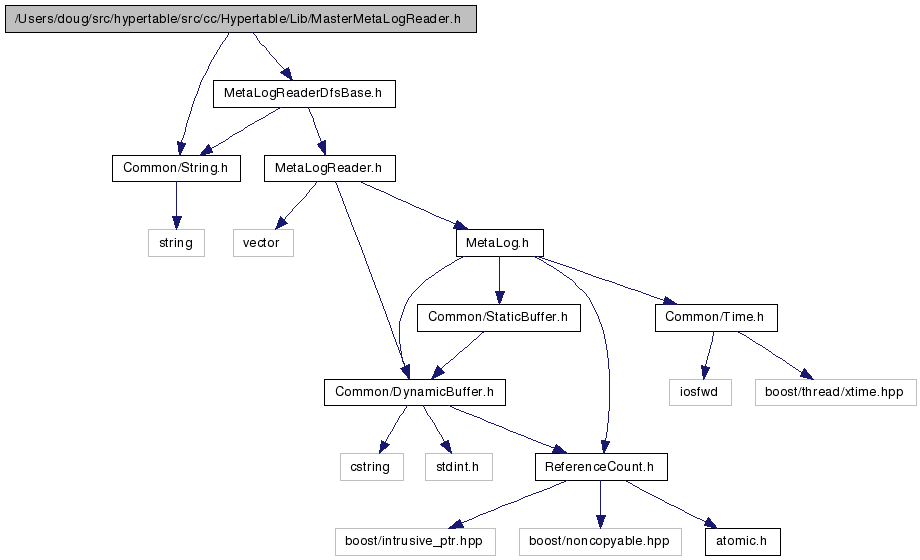 /Users/doug/src/hypertable/src/cc/Hypertable/Lib/MasterMetaLogReader.h
MetaLogReaderDfsBase.h
Common/String.h
MetaLogReader.h
string
vector
MetaLog.h
Common/StaticBuffer.h
Common/Time.h
Common/DynamicBuffer.h
iosfwd
boost/thread/xtime.hpp
cstring
stdint.h
ReferenceCount.h
boost/intrusive_ptr.hpp
boost/noncopyable.hpp
atomic.h